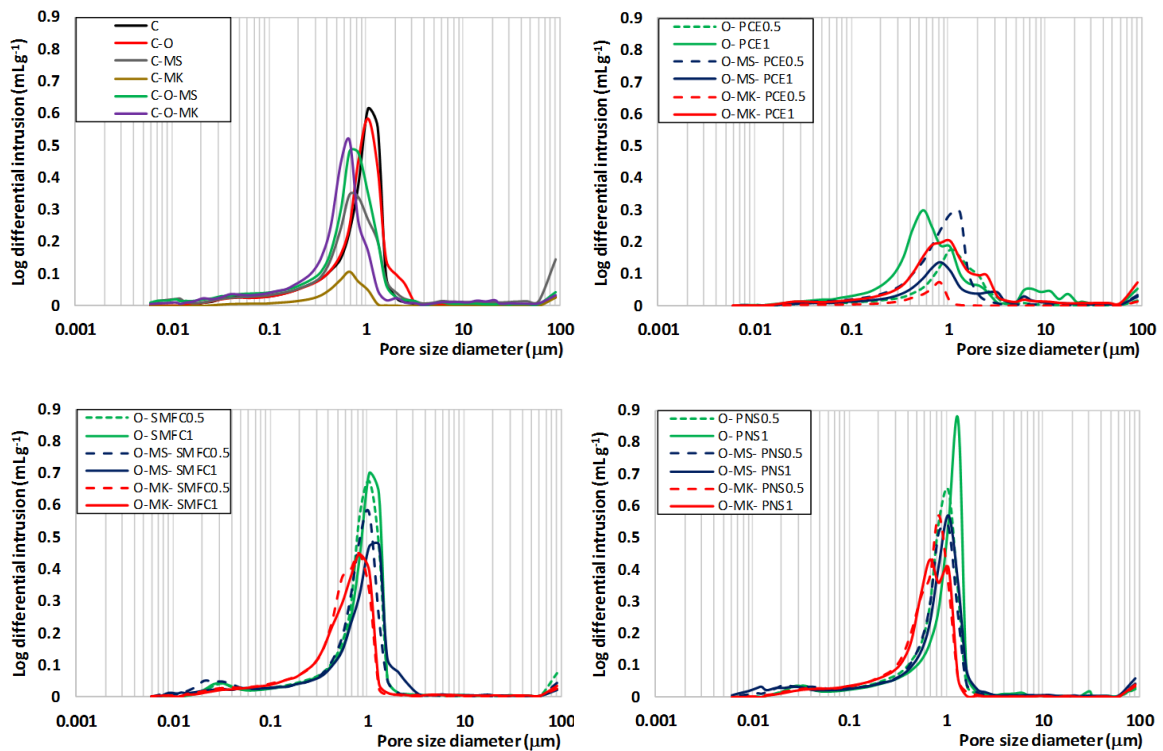 Log differential intrusion (mLg-1)
0.9
0.8
0.7
0.6
0.5
0.4
0.3
0.2
0.1
0
C
C-O
C-MS
C-MK
C-O-MS
C-O-MK
0.001
0.01
0.1
1
10
100
Pore size diameter (μm)
Log differential intrusion (mLg-1)
0.9
0.8
0.7
0.6
0.5
0.4
0.3
0.2
0.1
0
O- PCE0.5
O- PCE1
O-MS- PCE0.5
O-MS- PCE1
O-MK- PCE0.5
O-MK- PCE1
0.001
0.01
0.1
1
10
100
Pore size diameter (μm)
Log differential intrusion (mLg-1)
0.9
0.8
0.7
0.6
0.5
0.4
0.3
0.2
0.1
0
O- SMFC0.5
O- SMFC1
O-MS- SMFC0.5
O-MS- SMFC1
O-MK- SMFC0.5
O-MK- SMFC1
0.001
0.01
0.1
1
10
100
Pore size diameter (μm)
Log differential intrusion (mLg-1)
0.9
0.8
0.7
0.6
0.5
0.4
0.3
0.2
0.1
0
O- PNS0.5
O- PNS1
O-MS- PNS0.5
O-MS- PNS1
O-MK- PNS0.5
O-MK- PNS1
0.001
0.01
0.1
1
10
100
Pore size diameter (μm)